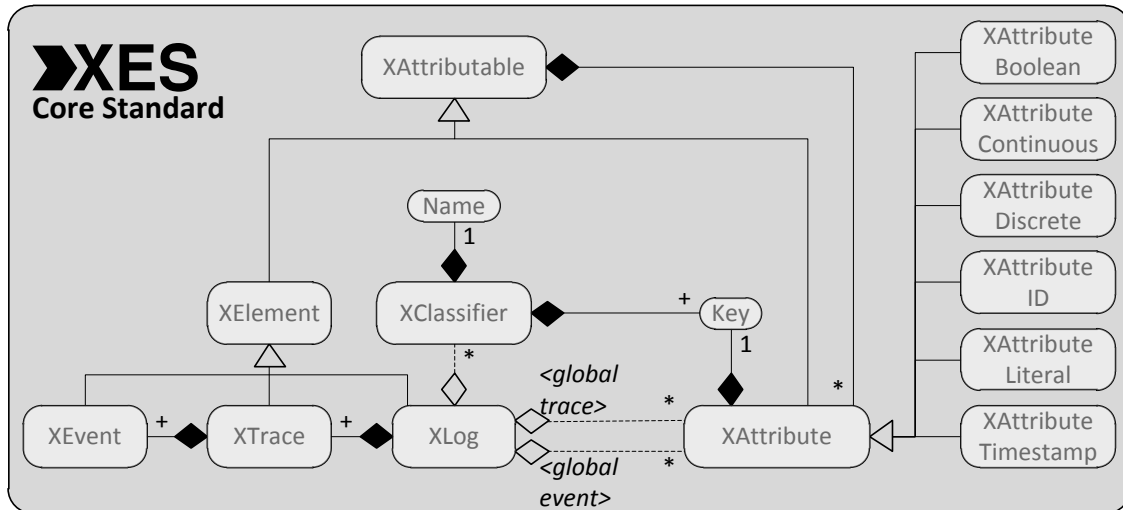 XES
Core Standard
XAttributable
XAttribute
Boolean
XAttribute
Continuous
XAttribute
Discrete
XAttribute
ID
XAttribute
Literal
XAttribute
Timestamp
Name
1
XElement
XClassifier
+
Key
1
*
<global
trace>
*
*
XEvent
+
XTrace
+
XLog
XAttribute
*
<global
event>